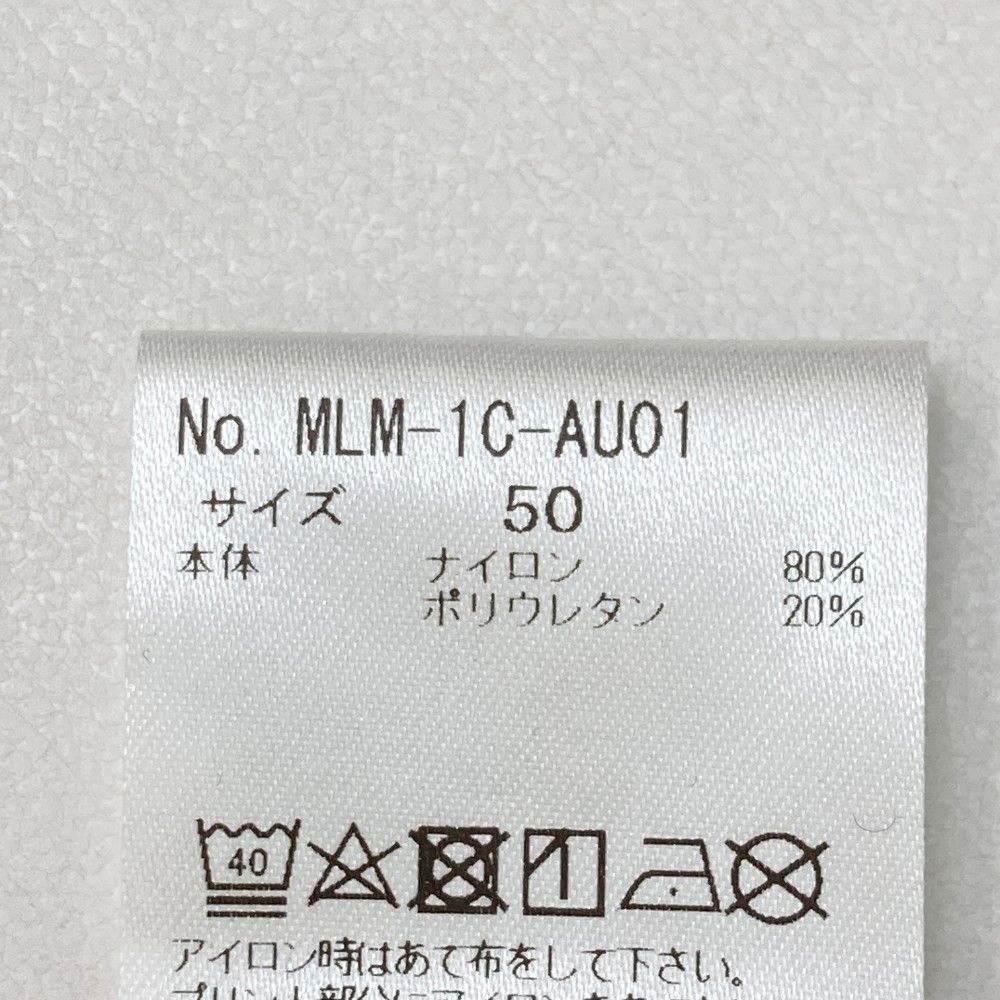 No. MLM-1C-AU01
サイズ 50
本体 ナイロン 80%
ポリウレタン 20%
40
アイロン時はあて布をして下さい。